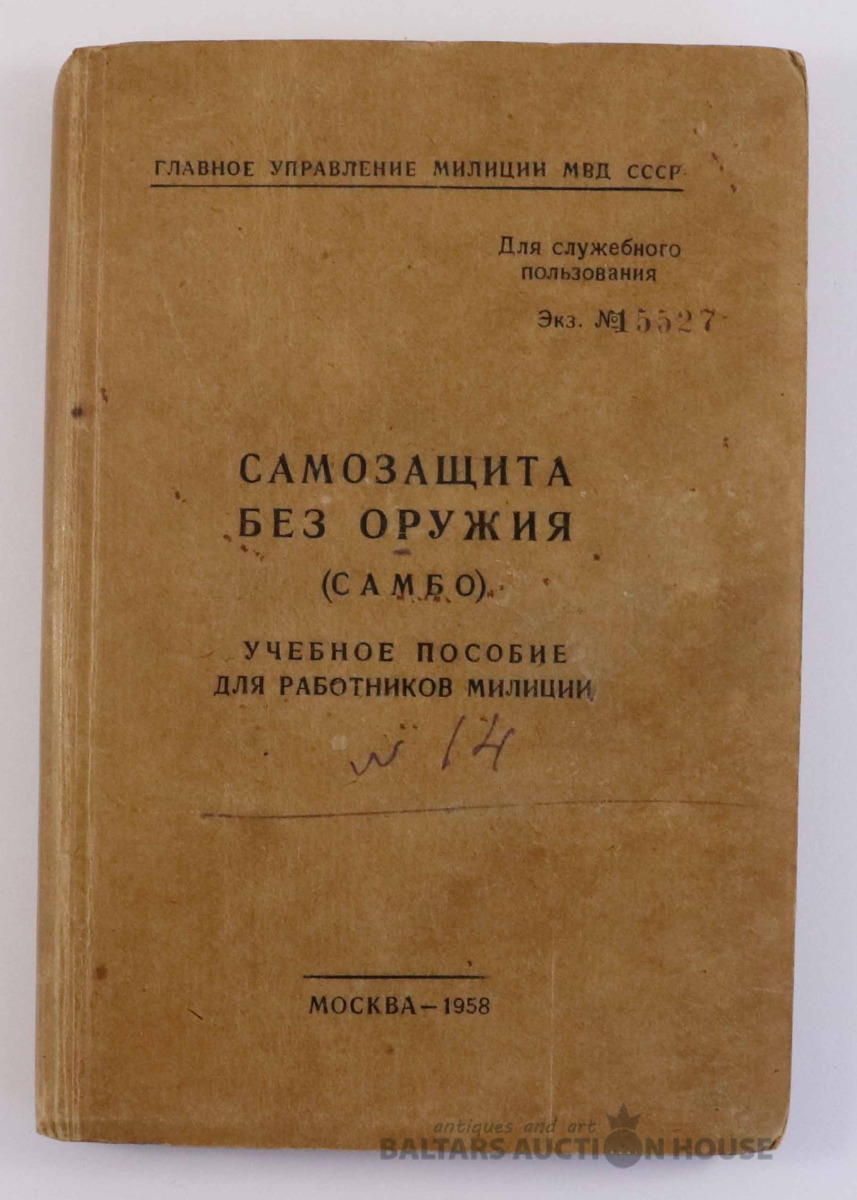 ГЛАВНОЕ УПРАВЛЕНИЕ МИЛИЦИИ МВД СССР
Для служебного
пользования
Экз. №15527
САМОЗАЩИТА
БЕЗ ОРУЖИЯ
(САМБО)
УЧЕБНОЕ ПОСОБИЕ
ДЛЯ РАБОТНИКОВ МИЛИЦИИ
N 14
МОСКВА—1958
antiques and art
BALTARS AUCTION HOUSE